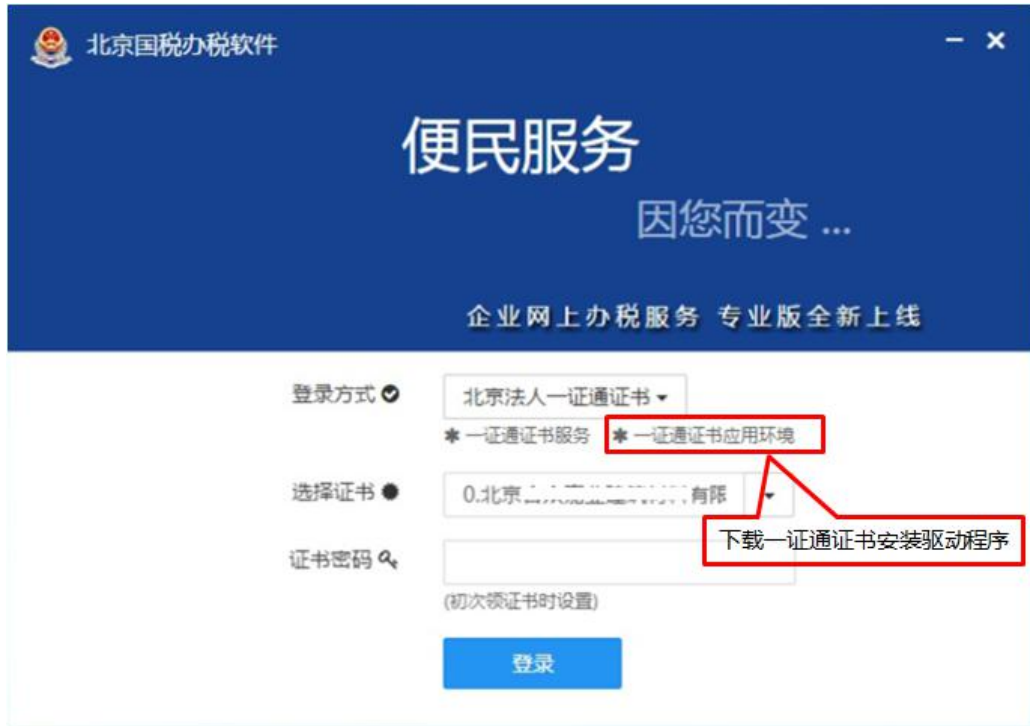 北京国税办税软件
便民服务
因您而变 ...
企业网上办税服务 专业版全新上线
登录方式
北京法人一证通证书
✱ 一证通证书服务 ✱ 一证通证书应用环境
选择证书
0.北京 有限
下载一证通证书安装驱动程序
证书密码
(初次领证书时设置)
登录